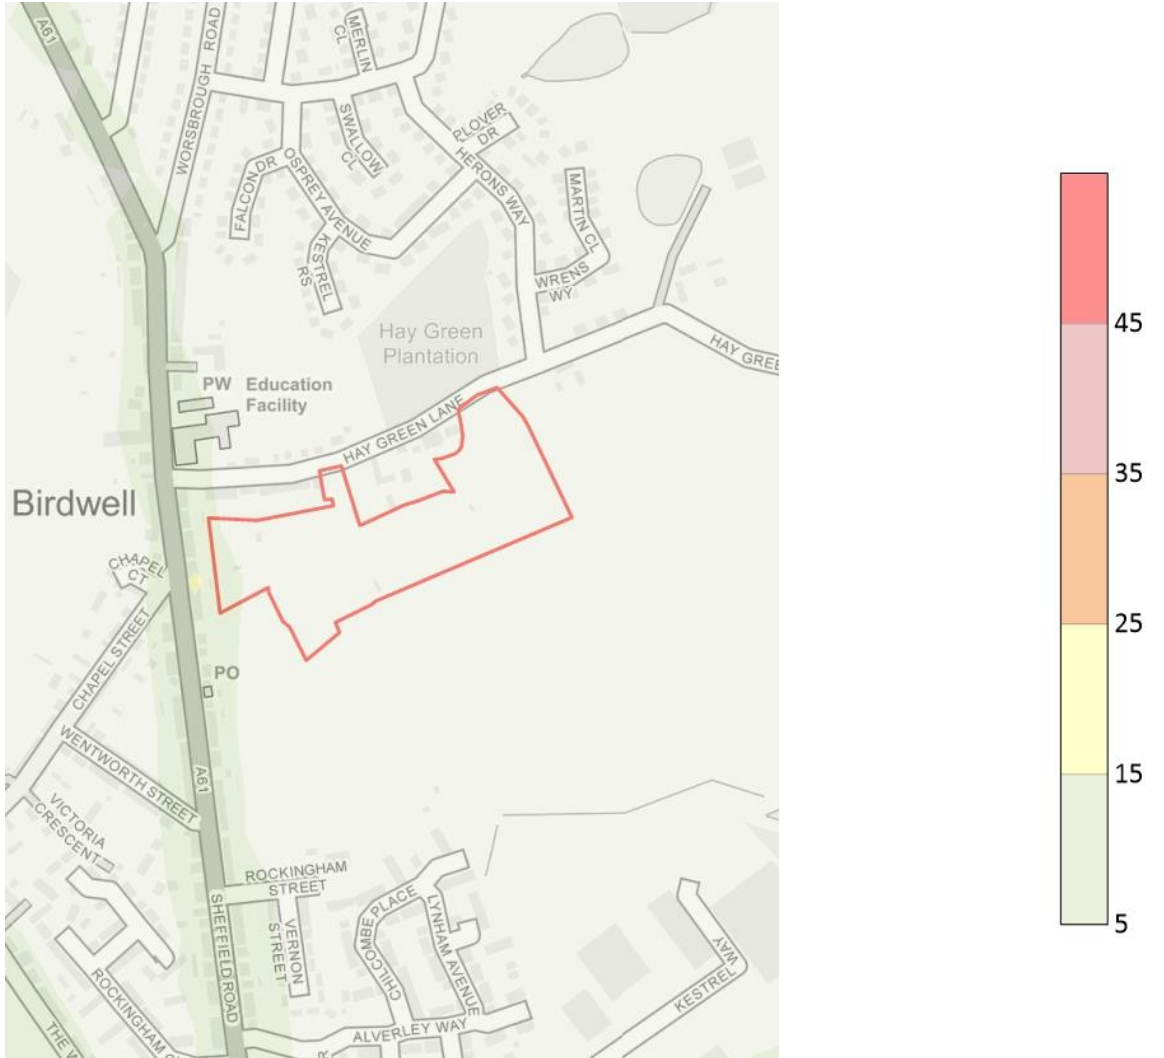 A61
WORSBROUGH ROAD
MERLIN
CL
SWALLOW
CL
PLOVER
DR
HERONS WAY
FALCON DR
OSPREY AVENUE
KESTREL
RS
MARTIN CL
WRENS
WY
Hay Green
Plantation
HAY GREE
PW Education
Facility
HAY GREEN LANE
Birdwell
CHAPEL
CT
CHAPEL STREET
PO
WENTWORTH STREET
A61
VICTORIA
CRESCENT
ROCKINGHAM
STREET
SHEFFIELD ROAD
VERNON
STREET
CHILCOMBE PLACE
LYNHAM AVENUE
KESTREL
WAY
ALVERLEY WAY
ROCKINGHAM
THE W
45
35
25
15
5